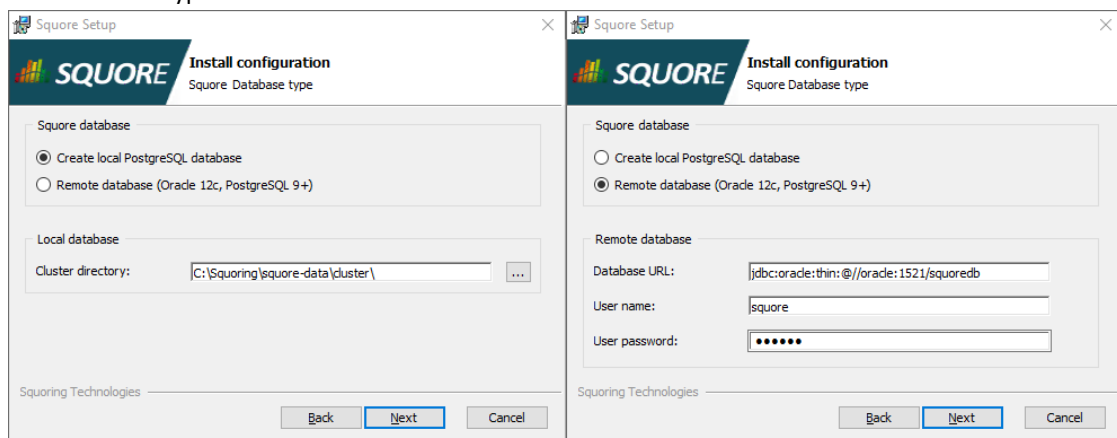 Squore Setup
SQUORE
Install configuration
Squore Database type
Squore database
Create local PostgreSQL database
Remote database (Oracle 12c, PostgreSQL 9+)
Local database
Cluster directory:
C:\Squoring\squore-data\cluster\
...
Squoring Technologies
Back
Next
Cancel
Squore Setup
SQUORE
Install configuration
Squore Database type
Squore database
Create local PostgreSQL database
Remote database (Oracle 12c, PostgreSQL 9+)
Remote database
Database URL:
jdbc:oracle:thin:@//oracle:1521/squoredb
User name:
squore
User password:
●●●●●●
Squoring Technologies
Back
Next
Cancel